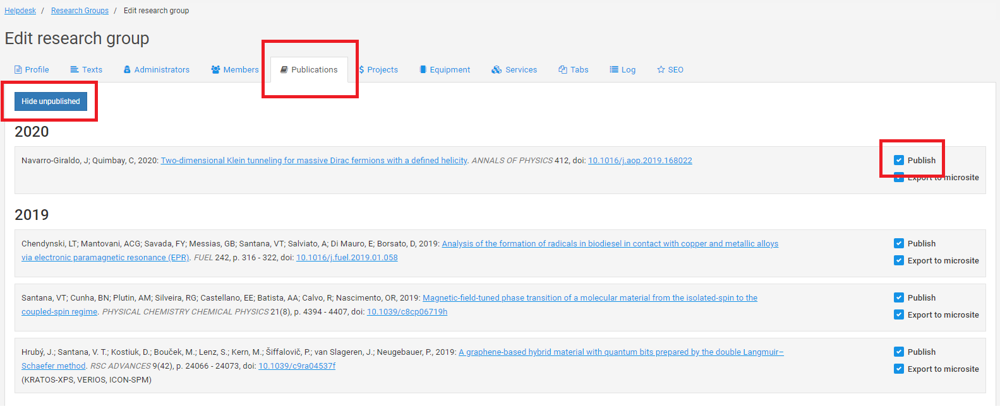 Helpdesk / Research Groups / Edit research group
Edit research group
Profile Texts Administrators Members Publications $ Projects Equipment Services Tabs Log SEO
Hide unpublished
2020
Navarro-Giraldo, J; Quimbay, C, 2020: Two-dimensional Klein tunneling for massive Dirac fermions with a defined helicity. ANNALS OF PHYSICS 412, doi: 10.1016/j.aop.2019.168022
Publish
Export to microsite
2019
Chendynski, LT; Mantovani, ACG; Savada, FY; Messias, GB; Santana, VT; Salviato, A; Di Mauro, E; Borsato, D, 2019: Analysis of the formation of radicals in biodiesel in contact with copper and metallic alloys
via electronic paramagnetic resonance (EPR). FUEL 242, p. 316 - 322, doi: 10.1016/j.fuel.2019.01.058
Publish
Export to microsite
Santana, VT; Cunha, BN; Plutin, AM; Silveira, RG; Castellano, EE; Batista, AA; Calvo, R; Nascimento, OR, 2019: Magnetic-field-tuned phase transition of a molecular material from the isolated-spin to the
coupled-spin regime. PHYSICAL CHEMISTRY CHEMICAL PHYSICS 21(8), p. 4394 - 4407, doi: 10.1039/c8cp06719h
Publish
Export to microsite
Hrubý, J.; Santana, V. T.; Kostiuk, D.; Bouček, M.; Lenz, S.; Kern, M.; Šiffalovič, P.; van Slageren, J.; Neugebauer, P., 2019: A graphene-based hybrid material with quantum bits prepared by the double Langmuir–
Schaefer method. RSC ADVANCES 9(42), p. 24066 - 24073, doi: 10.1039/c9ra04537f
(KRATOS-XPS, VERIOS, ICON-SPM)
Publish
Export to microsite